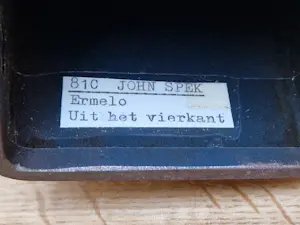 81C JOHN SPEK
Ermelo
Uit het vierkant